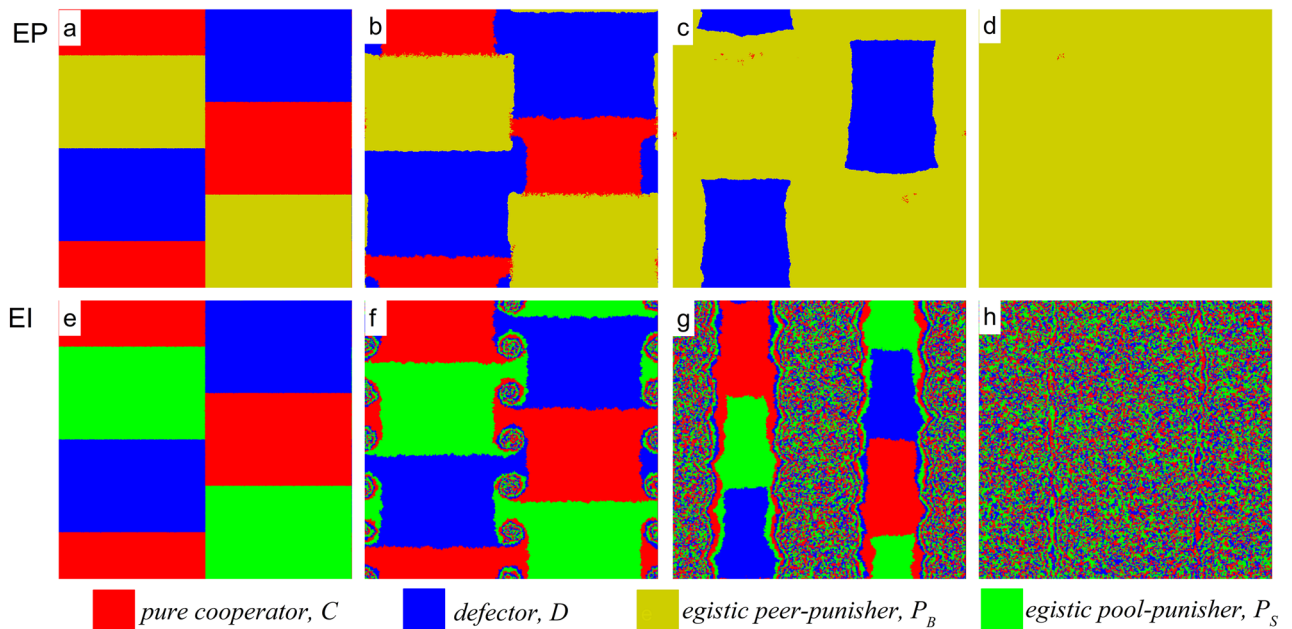 EP
a
b
c
d
EI
e
f
g
h
pure cooperator, C
defector, D
egistic peer-punisher, P_B
egistic pool-punisher, P_S